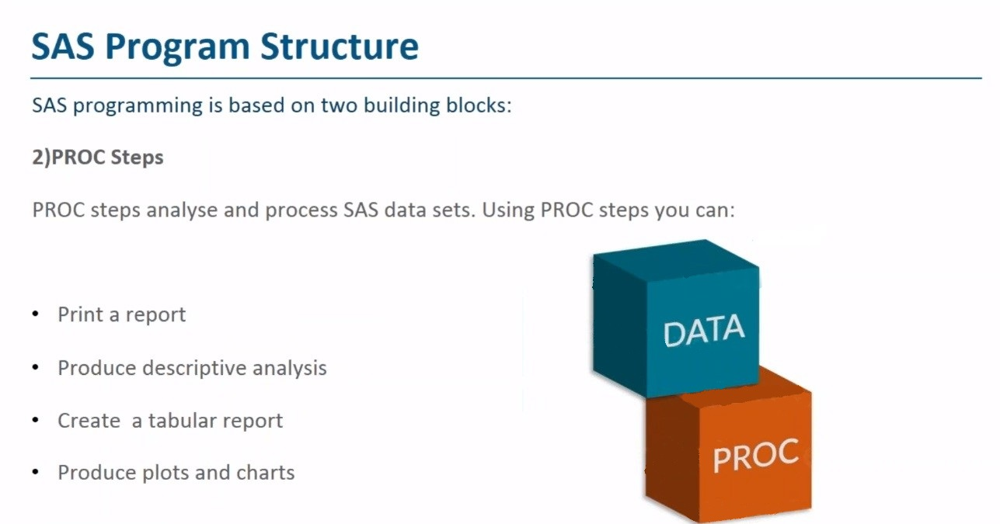 SAS Program Structure
SAS programming is based on two building blocks:
2)PROC Steps
PROC steps analyse and process SAS data sets. Using PROC steps you can:
• Print a report
• Produce descriptive analysis
• Create  a tabular report
• Produce plots and charts
DATA
PROC